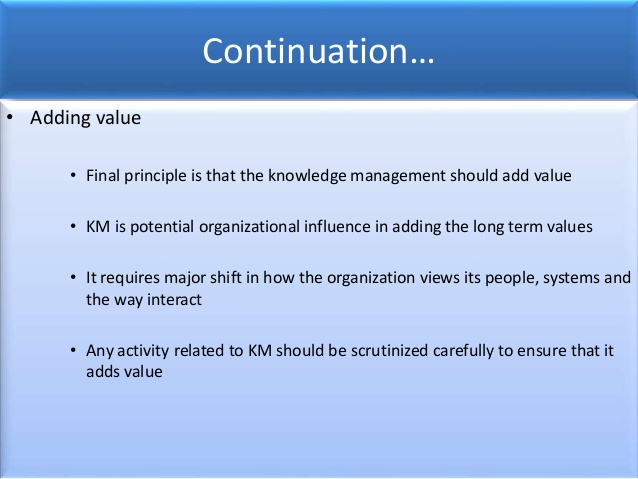 Continuation…
• Adding value
• Final principle is that the knowledge management should add value
• KM is potential organizational influence in adding the long term values
• It requires major shift in how the organization views its people, systems and
the way interact
• Any activity related to KM should be scrutinized carefully to ensure that it
adds value